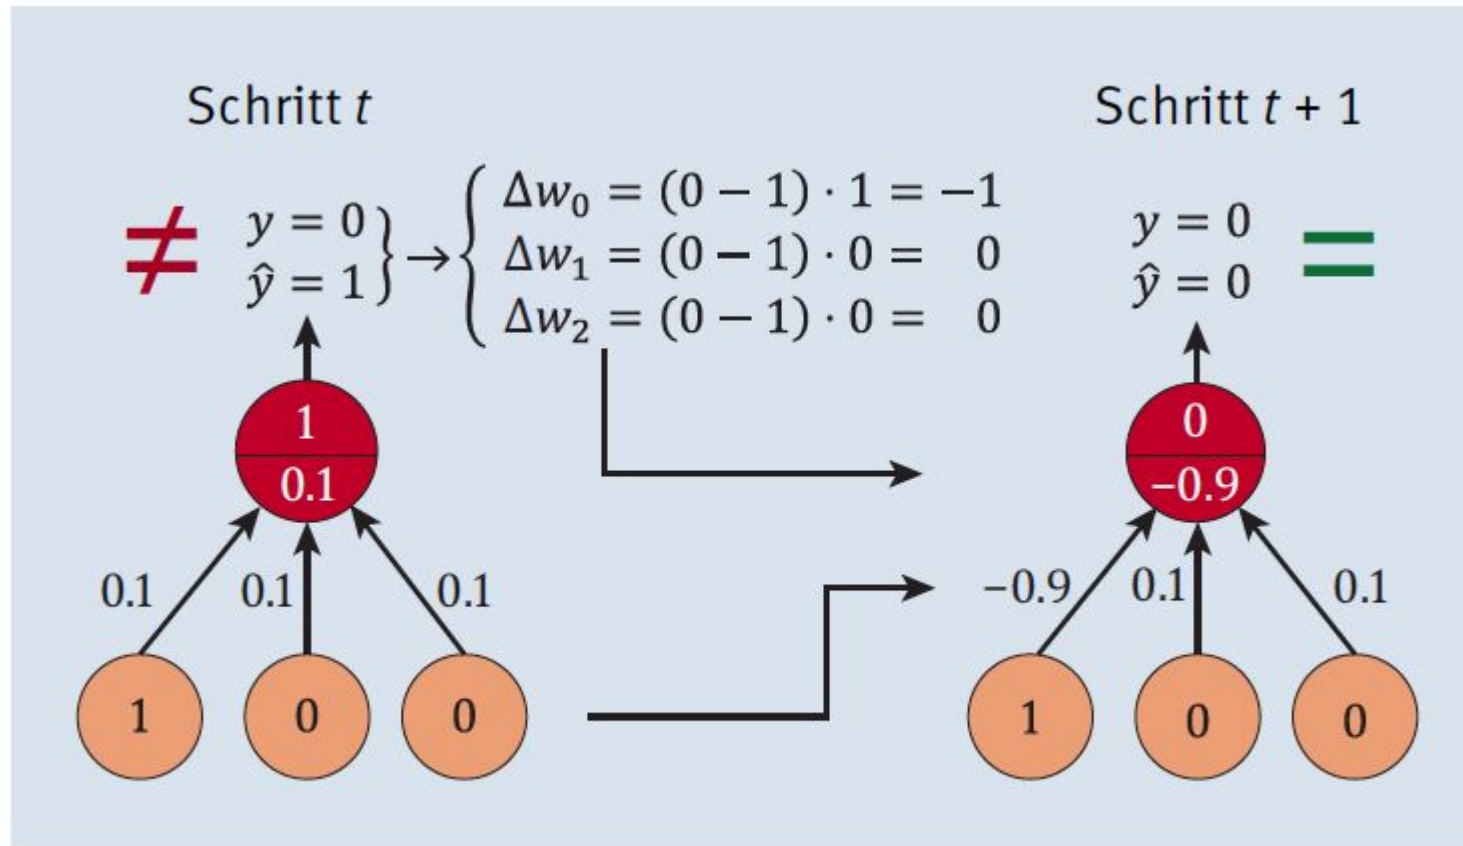 Schritt t
Schritt t + 1
≠ y = 0
ŷ = 1
→
Δw₀ = (0 − 1) · 1 = −1
Δw₁ = (0 − 1) · 0 = 0
Δw₂ = (0 − 1) · 0 = 0
y = 0
ŷ = 0 =
1
0.1
0
−0.9
0.1 0.1 0.1
−0.9 0.1 0.1
1 0 0
1 0 0